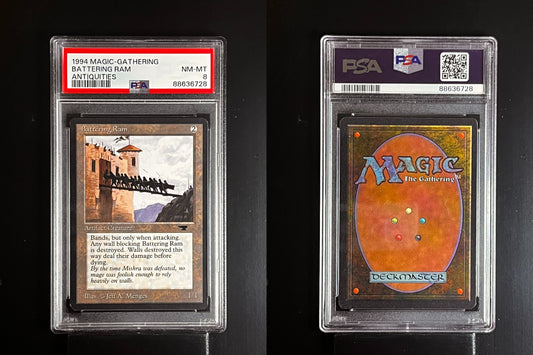 1994 MAGIC-GATHERING
BATTERING RAM
ANTIQUITIES
NM-MT
8
PSA
88636728
Battering Ram
2
Artifact Creature
Bands, but only when attacking.
Any wall blocking Battering Ram
is destroyed. Walls destroyed this
way deal their damage before
dying.
By the time Mishra was defeated, no
mage was foolish enough to rely
heavily on walls.
Illus. © Jeff A. Menges
1/1
PSA
PSA
88636728
MAGIC
The Gathering
DECKMASTER